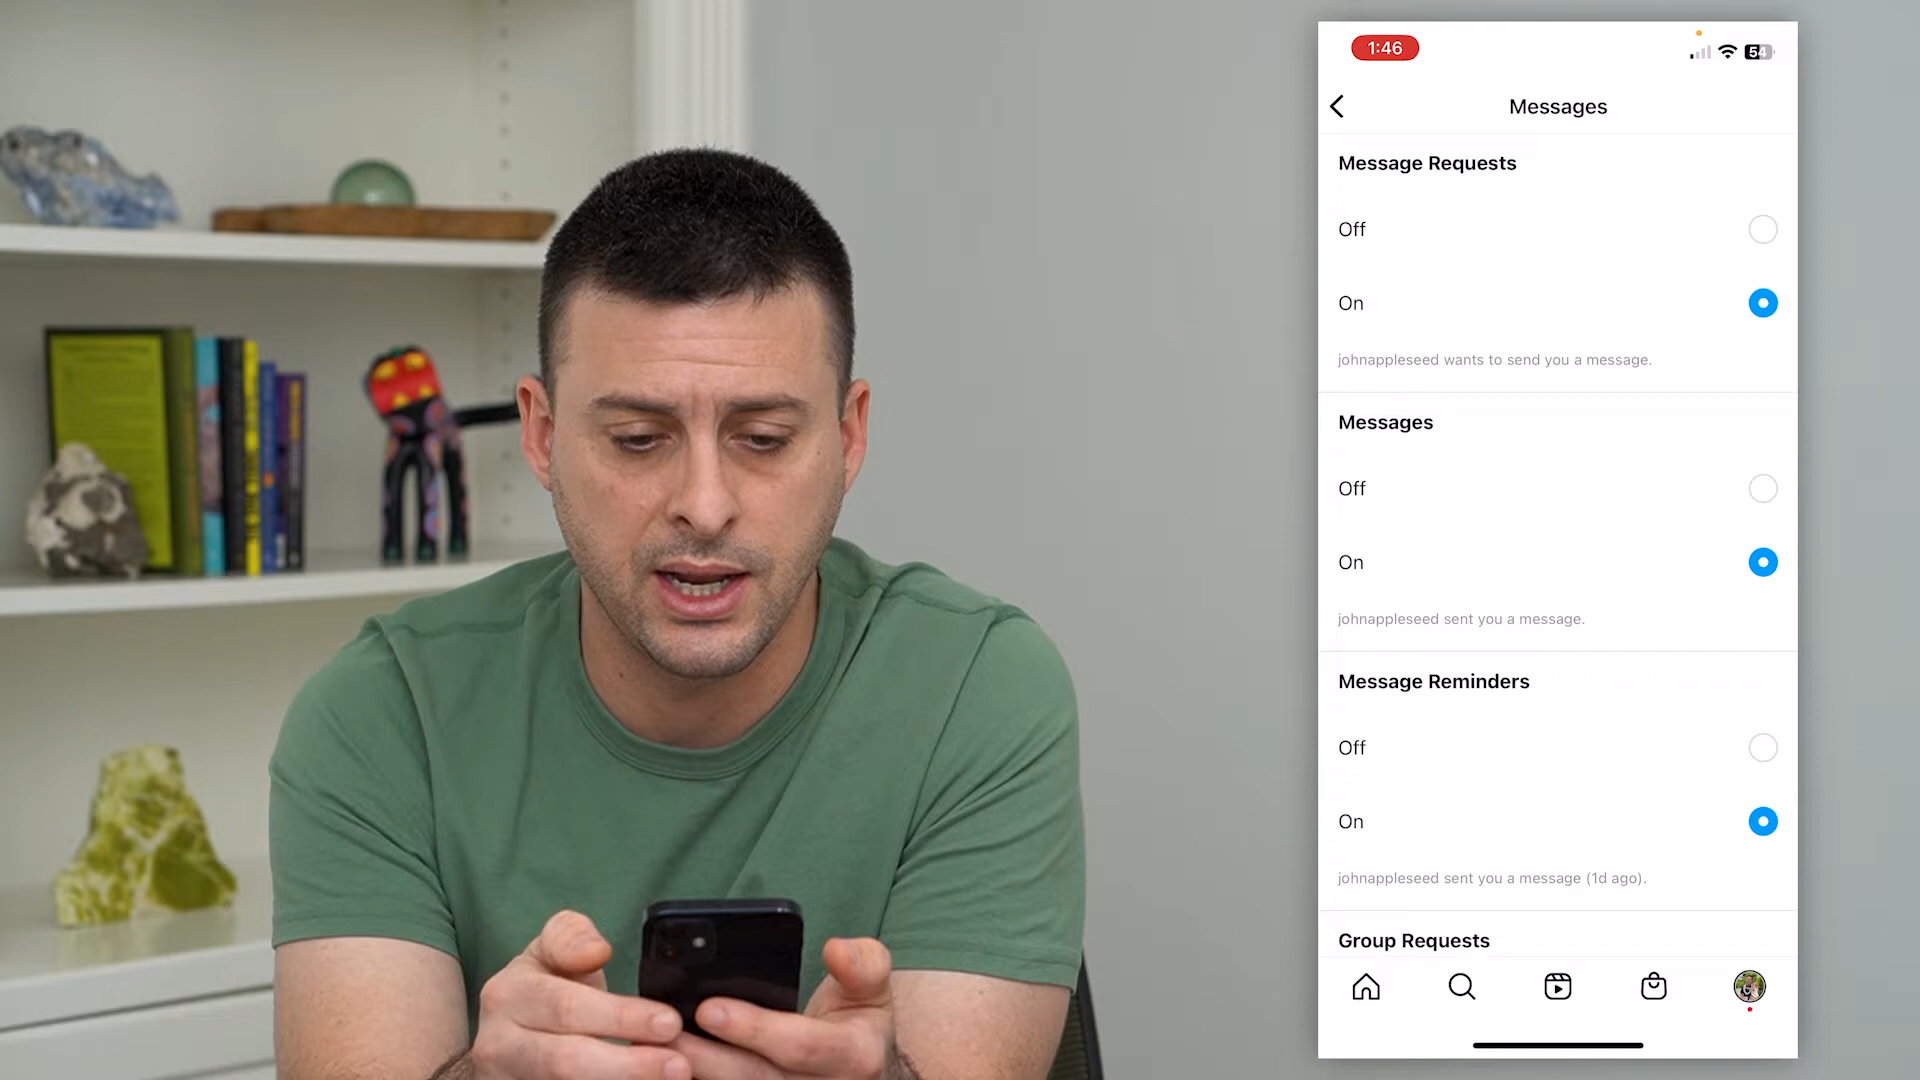 1:46
54
Messages
Message Requests
Off
On
johnappleseed wants to send you a message.
Messages
Off
On
johnappleseed sent you a message.
Message Reminders
Off
On
johnappleseed sent you a message (1d ago).
Group Requests